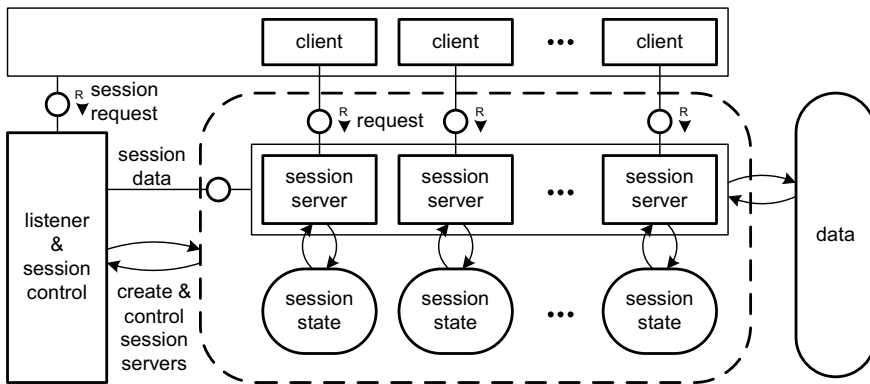 client
client
•••
client
R
session
request
R
request
R
R
session
data
session
server
session
server
•••
session
server
listener
&
session
control
data
create &
control
session
servers
session
state
session
state
•••
session
state